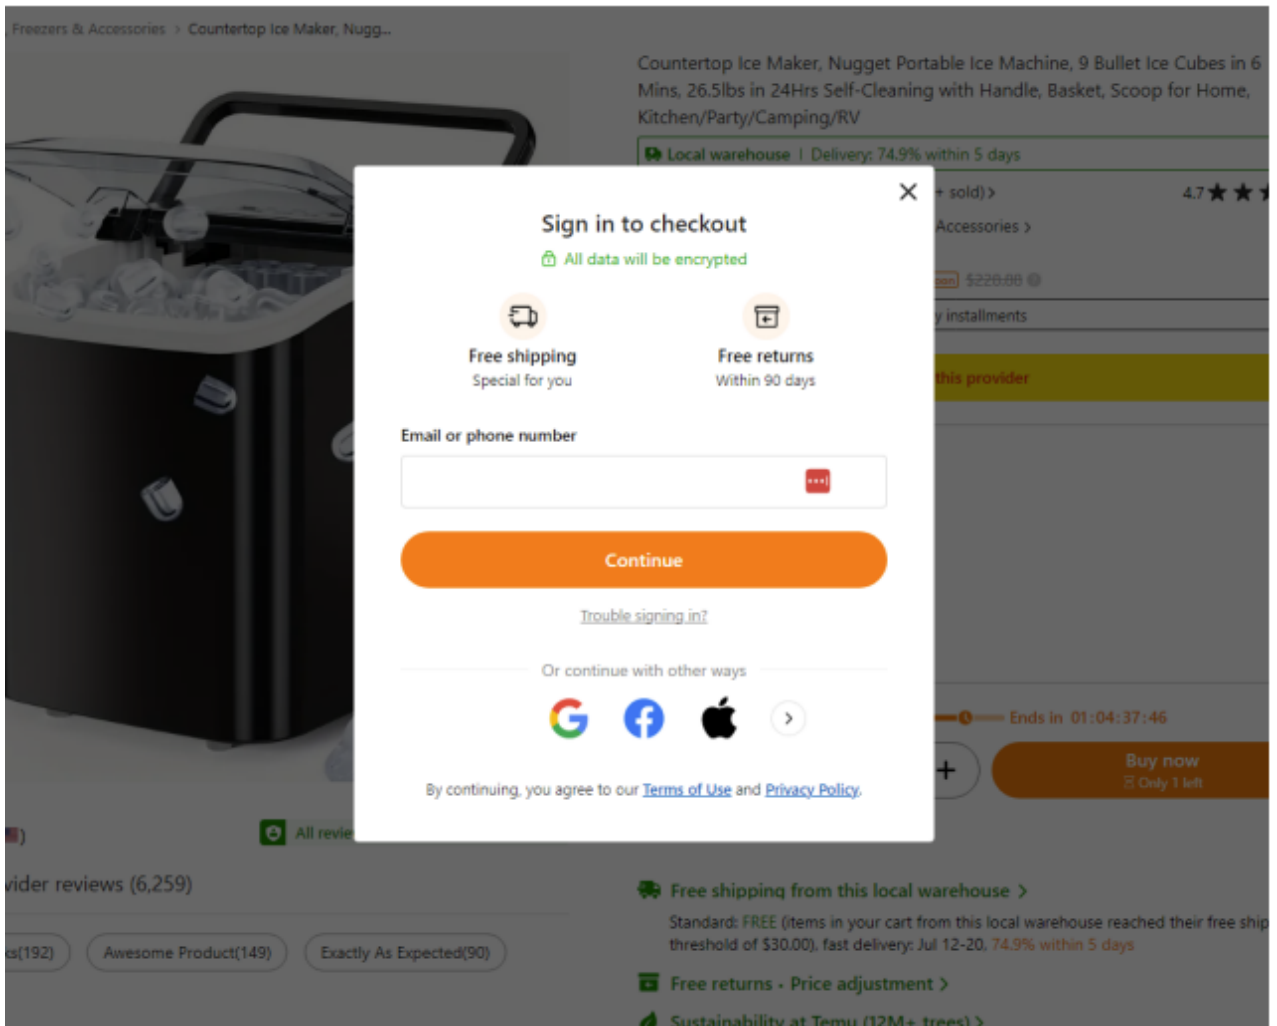 Freezers & Accessories > Countertop Ice Maker, Nugg...
Countertop Ice Maker, Nugget Portable Ice Machine, 9 Bullet Ice Cubes in 6
Mins, 26.5lbs in 24Hrs Self-Cleaning with Handle, Basket, Scoop for Home,
Kitchen/Party/Camping/RV
Local warehouse | Delivery: 74.9% within 5 days
+ sold) >
4.7
Accessories >
$228.88
installments
this provider
Sign in to checkout
All data will be encrypted
Free shipping
Special for you
Free returns
Within 90 days
Email or phone number
Continue
Trouble signing in?
Or continue with other ways
By continuing, you agree to our Terms of Use and Privacy Policy.
Ends in 01:04:37:46
+
Buy now
Only 1 left
All revie
vider reviews (6,259)
(192)
Awesome Product(149)
Exactly As Expected(90)
Free shipping from this local warehouse >
Standard: FREE (items in your cart from this local warehouse reached their free ship
threshold of $30.00), fast delivery: Jul 12-20, 74.9% within 5 days
Free returns · Price adjustment >
Sustainability at Temu (12M+ trees) >